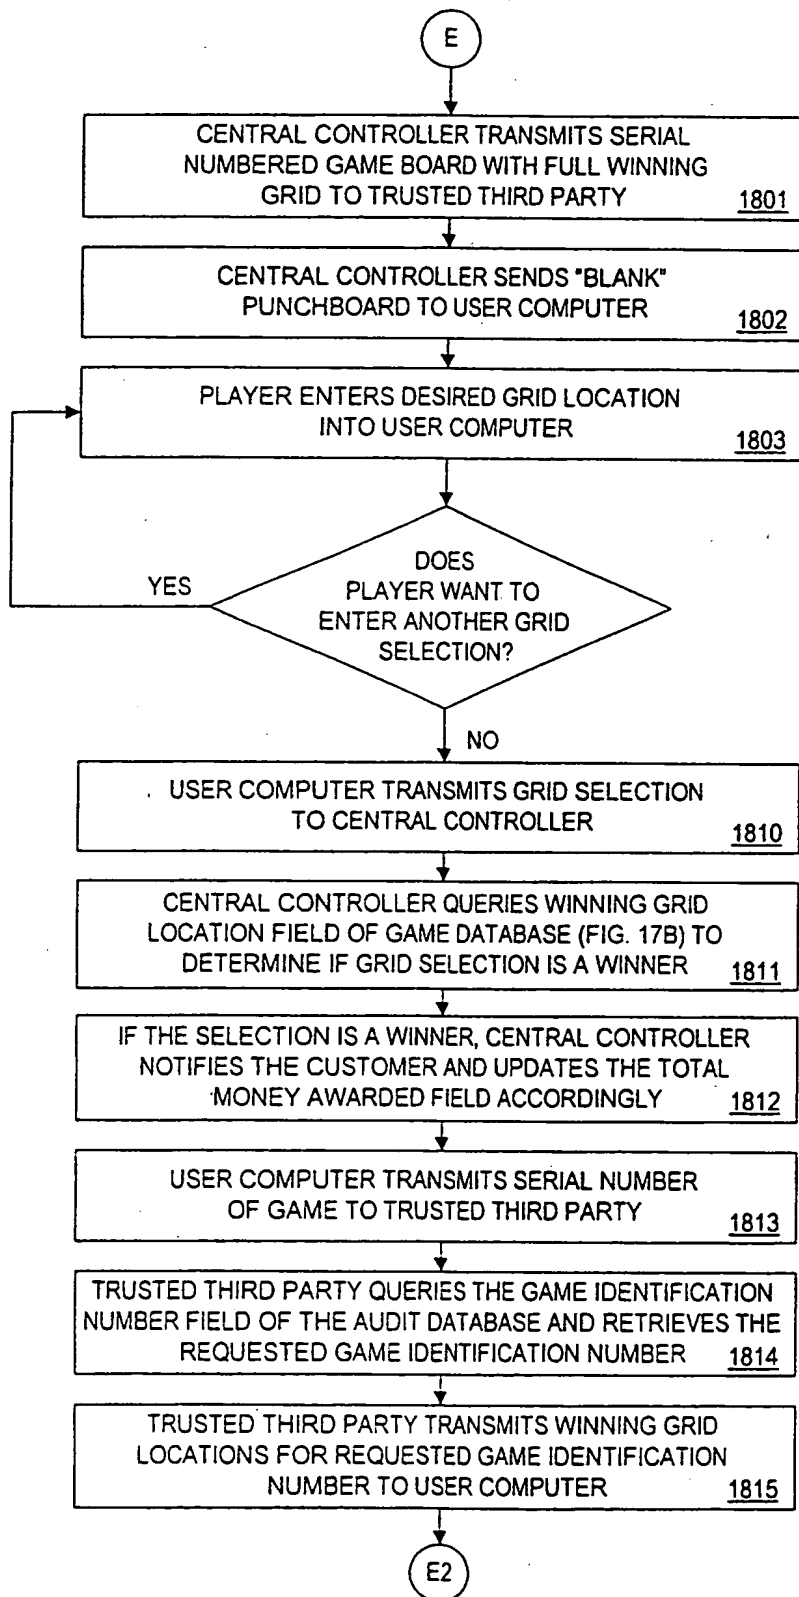 E
CENTRAL CONTROLLER TRANSMITS SERIAL
NUMBERED GAME BOARD WITH FULL WINNING
GRID TO TRUSTED THIRD PARTY
1801
CENTRAL CONTROLLER SENDS "BLANK"
PUNCHBOARD TO USER COMPUTER
1802
PLAYER ENTERS DESIRED GRID LOCATION
INTO USER COMPUTER
1803
DOES
PLAYER WANT TO
ENTER ANOTHER GRID
SELECTION?
YES
NO
USER COMPUTER TRANSMITS GRID SELECTION
TO CENTRAL CONTROLLER
1810
CENTRAL CONTROLLER QUERIES WINNING GRID
LOCATION FIELD OF GAME DATABASE (FIG. 17B) TO
DETERMINE IF GRID SELECTION IS A WINNER
1811
IF THE SELECTION IS A WINNER, CENTRAL CONTROLLER
NOTIFIES THE CUSTOMER AND UPDATES THE TOTAL
MONEY AWARDED FIELD ACCORDINGLY
1812
USER COMPUTER TRANSMITS SERIAL NUMBER
OF GAME TO TRUSTED THIRD PARTY
1813
TRUSTED THIRD PARTY QUERIES THE GAME IDENTIFICATION
NUMBER FIELD OF THE AUDIT DATABASE AND RETRIEVES THE
REQUESTED GAME IDENTIFICATION NUMBER
1814
TRUSTED THIRD PARTY TRANSMITS WINNING GRID
LOCATIONS FOR REQUESTED GAME IDENTIFICATION
NUMBER TO USER COMPUTER
1815
E2